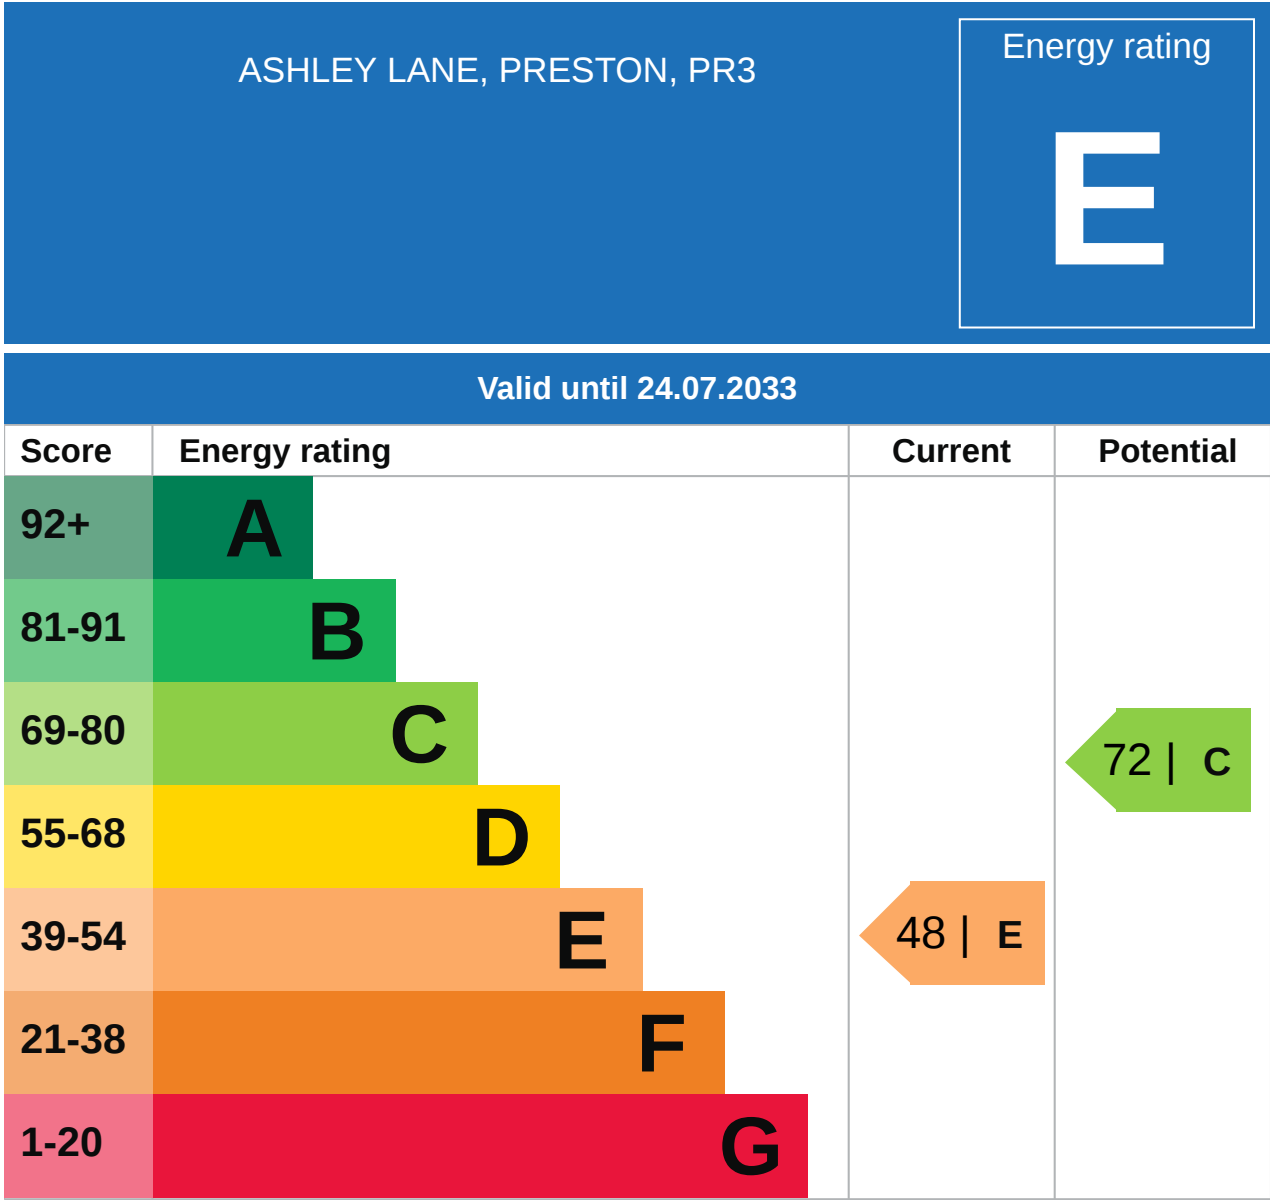 ASHLEY LANE, PRESTON, PR3
Energy rating
E
Valid until 24.07.2033
Score Energy rating Current Potential
92+ A
81-91 B
69-80 C
72 | C
55-68 D
39-54 E
48 | E
21-38 F
1-20 G